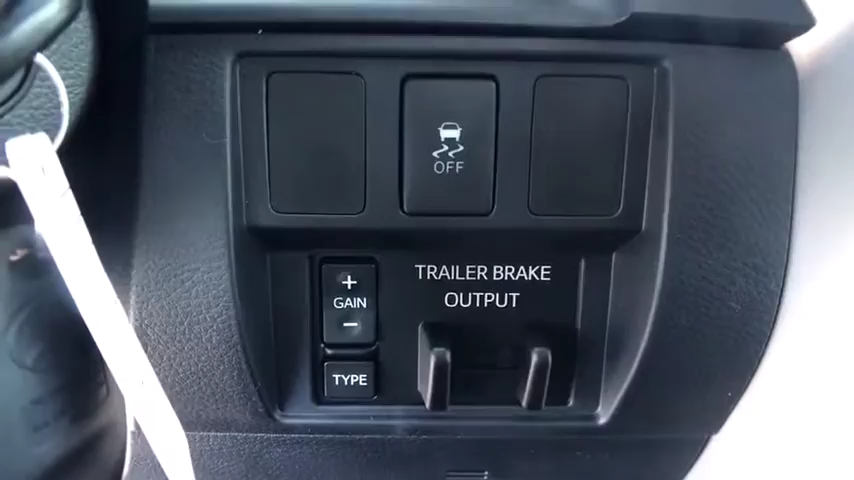 OFF
+
GAIN
−
TYPE
TRAILER BRAKE
OUTPUT